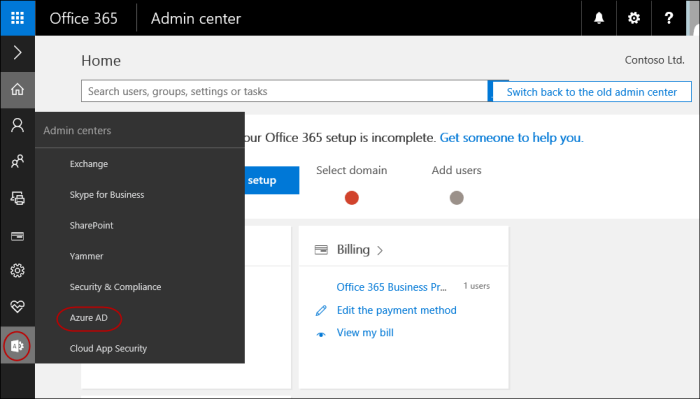 Office 365
Admin center
?
Home
Contoso Ltd.
Search users, groups, settings or tasks
Switch back to the old admin center
Admin centers
our Office 365 setup is incomplete. Get someone to help you.
Exchange
setup
Select domain
Add users
Skype for Business
SharePoint
Yammer
Billing
Security & Compliance
Office 365 Business Pr...
1 users
Azure AD
Edit the payment method
View my bill
Cloud App Security